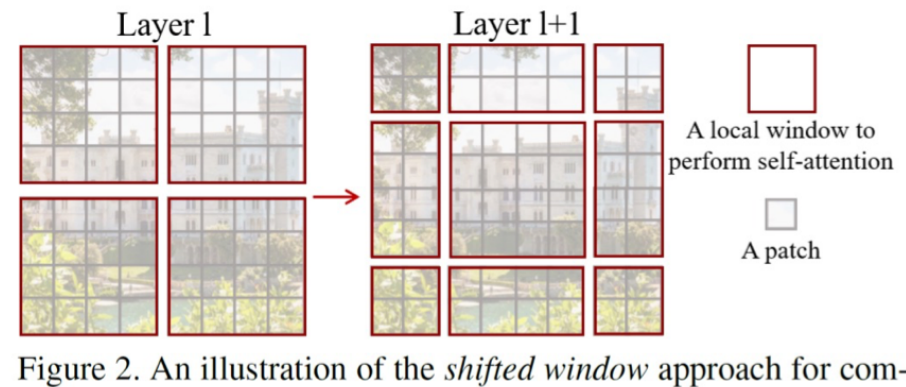 Layer l
Layer l+1
A local window to
perform self-attention
A patch
Figure 2. An illustration of the shifted window approach for com-